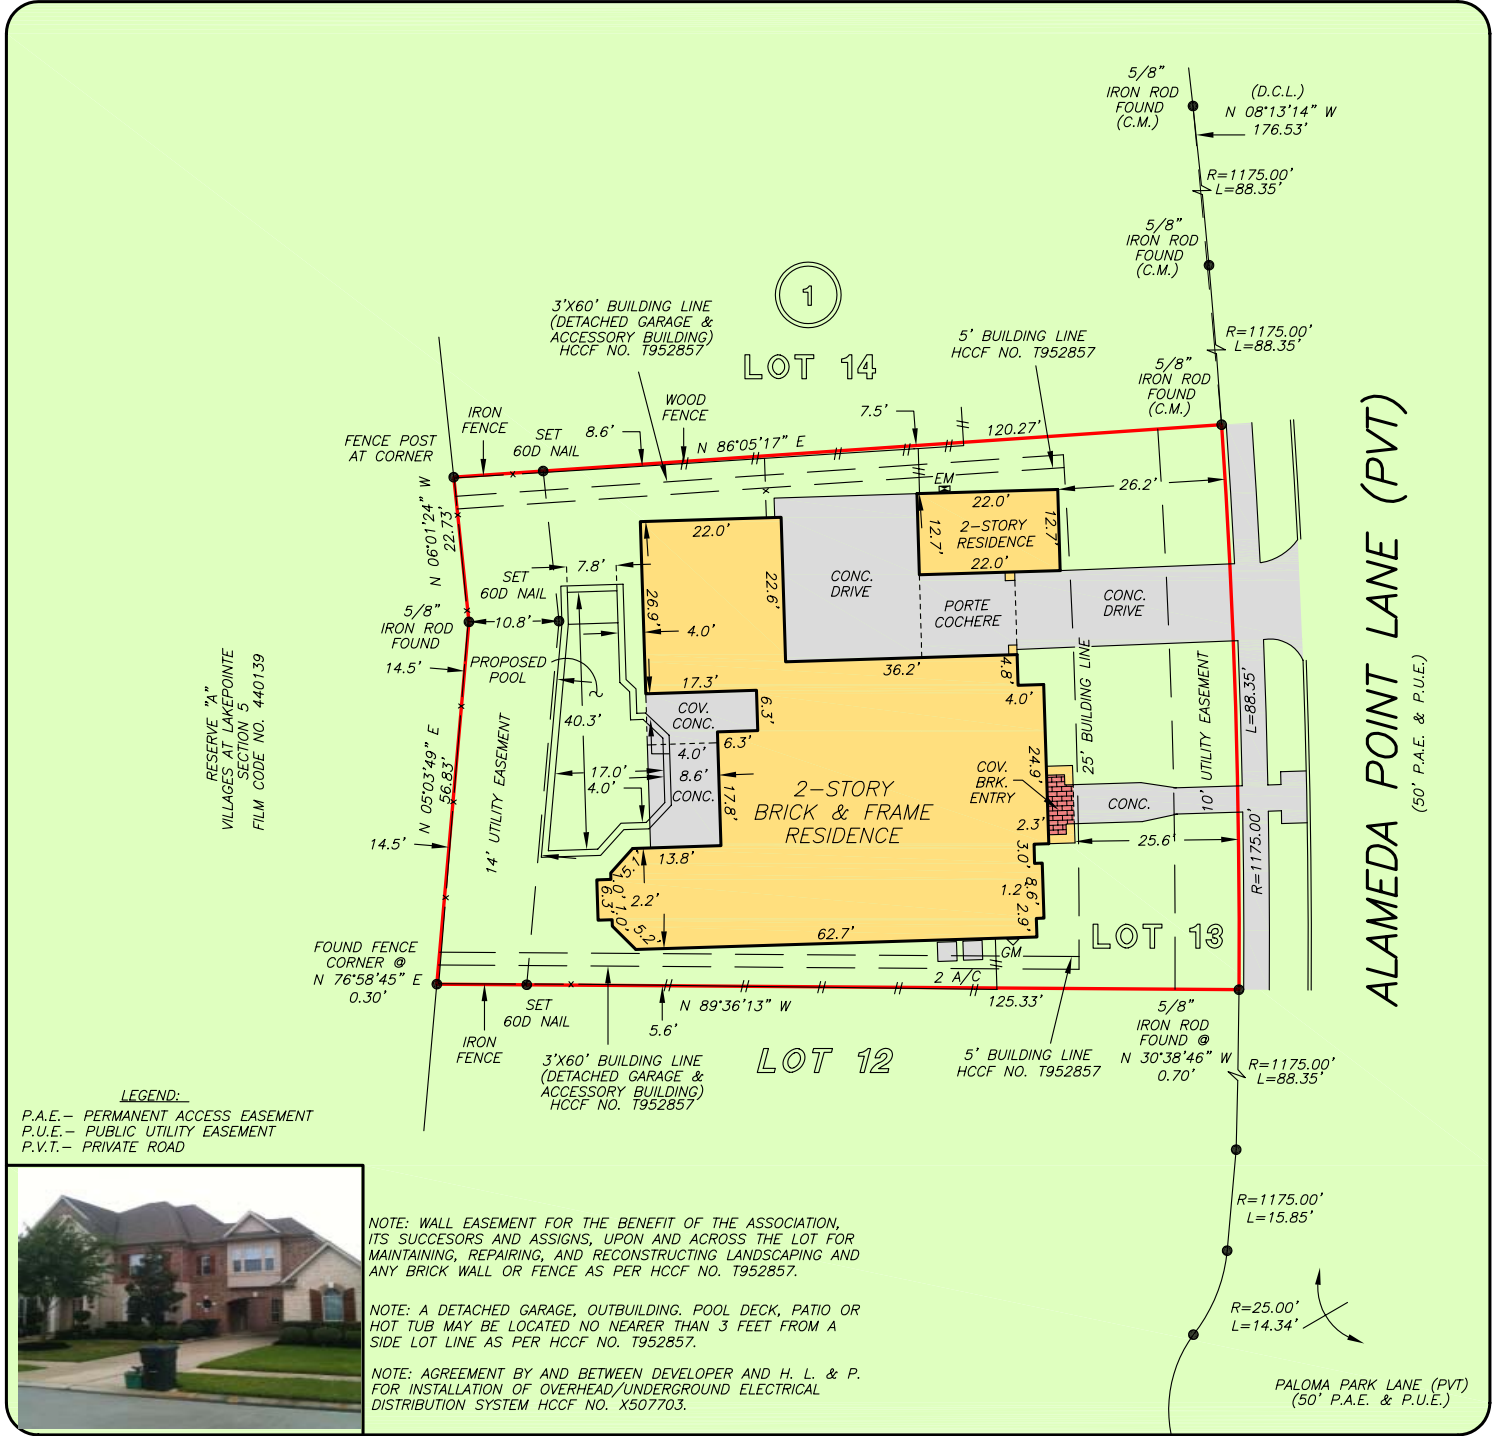 5/8"
IRON ROD
FOUND
(C.M.)
(D.C.L.)
N 08°13'14" W
176.53'
R=1175.00'
L=88.35'
5/8"
IRON ROD
FOUND
(C.M.)
R=1175.00'
L=88.35'
5/8"
IRON ROD
FOUND
(C.M.)
1
LOT 14
3'X60' BUILDING LINE
(DETACHED GARAGE &
ACCESSORY BUILDING)
HCCF NO. T952857
5' BUILDING LINE
HCCF NO. T952857
WOOD
FENCE
IRON
FENCE
7.5'
8.6'
SET
60D NAIL
FENCE POST
AT CORNER
N 86°05'17" E
120.27'
N 06°01'24" W
22.73'
EM
26.2'
22.0'
12.7'
2-STORY
RESIDENCE
12.7'
22.0'
22.0'
22.6'
26.9'
4.0'
17.3'
CONC.
DRIVE
PORTE
COCHERE
CONC.
DRIVE
36.2'
4.8'
4.0'
7.8'
SET
60D NAIL
5/8"
IRON ROD
FOUND
10.8'
14.5'
PROPOSED
POOL
40.3'
17.0'
4.0'
COV.
CONC.
6.3'
6.3'
4.0'
8.6'
CONC.
17.8'
13.8'
2-STORY
BRICK & FRAME
RESIDENCE
24.9'
COV.
BRK.
ENTRY
2.3'
3.0'
8.6'
1.2'
2.9'
CONC.
25.6'
25' BUILDING LINE
10' UTILITY EASEMENT
L=88.35'
R=1175.00'
ALAMEDA POINT LANE (PVT)
(50' P.A.E. & P.U.E.)
RESERVE "A"
VILLAGES AT LAKEPOINTE
SECTION 5
FILM CODE NO. 440139
N 05°03'49" E
56.83'
14' UTILITY EASEMENT
14.5'
5.1'
1.0'
6.3'
1.0'
5.2'
2.2'
62.7'
LOT 13
GM
2 A/C
FOUND FENCE
CORNER @
N 76°58'45" E
0.30'
IRON
FENCE
SET
60D NAIL
5.6'
N 89°36'13" W
125.33'
3'X60' BUILDING LINE
(DETACHED GARAGE &
ACCESSORY BUILDING)
HCCF NO. T952857
LOT 12
5' BUILDING LINE
HCCF NO. T952857
5/8"
IRON ROD
FOUND @
N 30°38'46" W
0.70'
R=1175.00'
L=88.35'
R=1175.00'
L=15.85'
R=25.00'
L=14.34'
PALOMA PARK LANE (PVT)
(50' P.A.E. & P.U.E.)
LEGEND:
P.A.E.- PERMANENT ACCESS EASEMENT
P.U.E.- PUBLIC UTILITY EASEMENT
P.V.T.- PRIVATE ROAD
NOTE: WALL EASEMENT FOR THE BENEFIT OF THE ASSOCIATION,
ITS SUCCESORS AND ASSIGNS, UPON AND ACROSS THE LOT FOR
MAINTAINING, REPAIRING, AND RECONSTRUCTING LANDSCAPING AND
ANY BRICK WALL OR FENCE AS PER HCCF NO. T952857.
NOTE: A DETACHED GARAGE, OUTBUILDING. POOL DECK, PATIO OR
HOT TUB MAY BE LOCATED NO NEARER THAN 3 FEET FROM A
SIDE LOT LINE AS PER HCCF NO. T952857.
NOTE: AGREEMENT BY AND BETWEEN DEVELOPER AND H. L. & P.
FOR INSTALLATION OF OVERHEAD/UNDERGROUND ELECTRICAL
DISTRIBUTION SYSTEM HCCF NO. X507703.